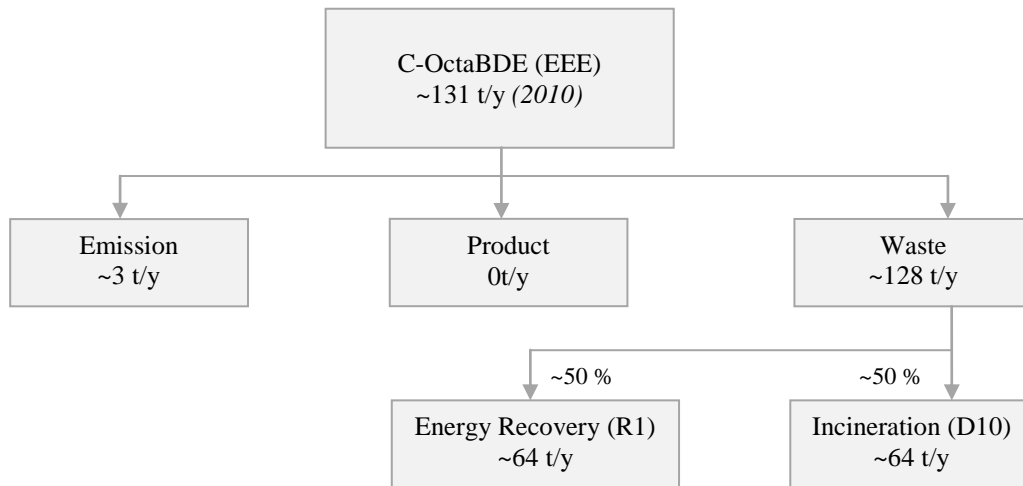 C-OctaBDE (EEE)
~131 t/y (2010)
Emission
~3 t/y
Product
0t/y
Waste
~128 t/y
~50 %
~50 %
Energy Recovery (R1)
~64 t/y
Incineration (D10)
~64 t/y